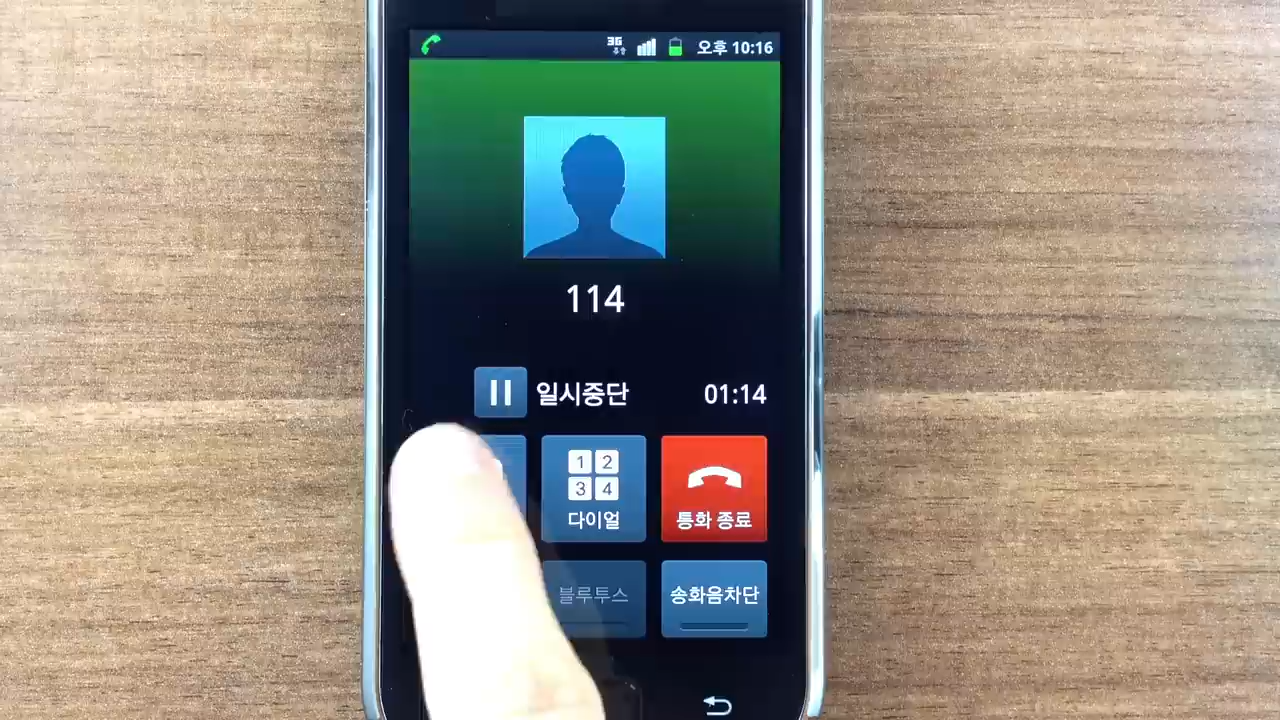 3G 오후 10:16
114
일시중단 01:14
1 2
3 4
다이얼 통화 종료
블루투스 송화음차단